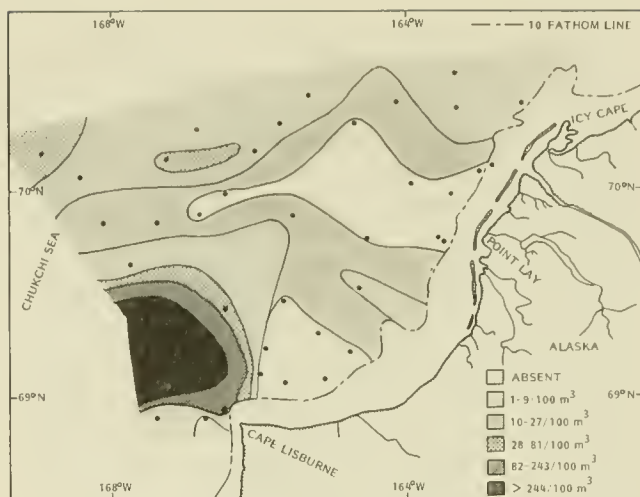 168°W
164°W
10 FATHOM LINE
ICY CAPE
70°N
70°N
CHUKCHI SEA
POINT LAY
ALASKA
ABSENT
1-9/100 m³
10-27/100 m³
28-81/100 m³
82-243/100 m³
> 244/100 m³
69°N
69°N
CAPE LISBURNE
168°W
164°W